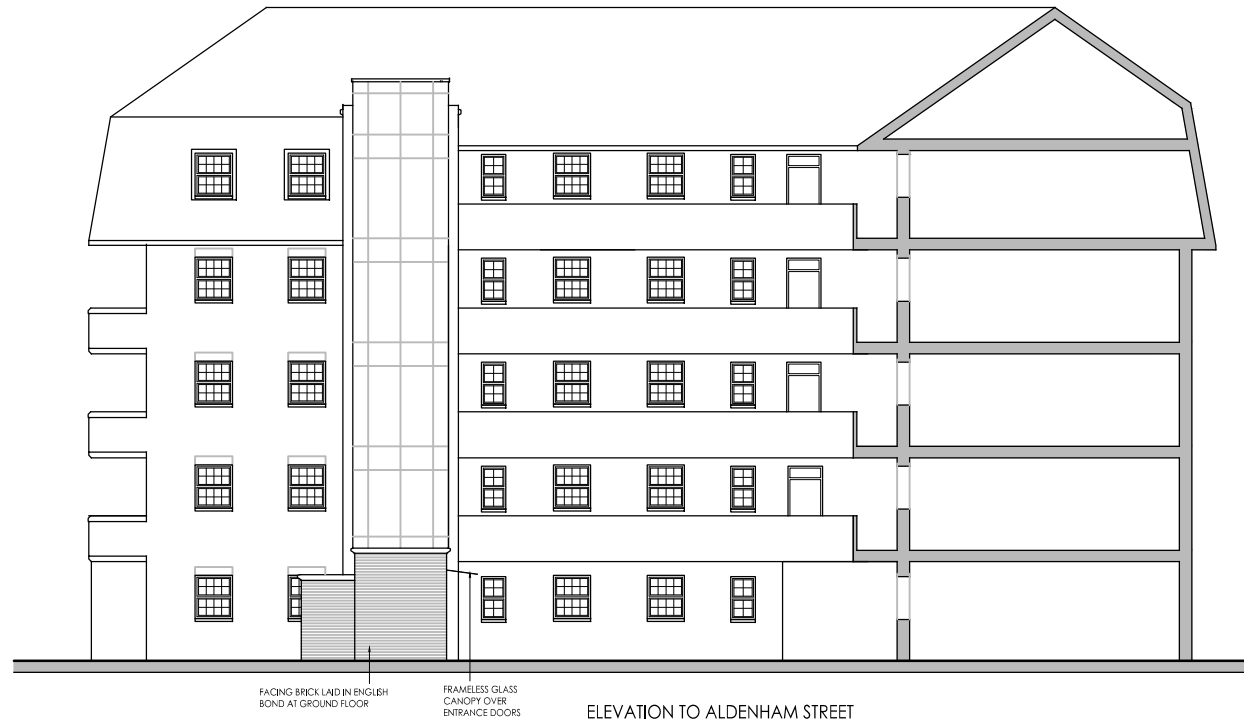 FACING BRICK LAID IN ENGLISH
BOND AT GROUND FLOOR
FRAMELESS GLASS
CANOPY OVER
ENTRANCE DOORS
ELEVATION TO ALDENHAM STREET